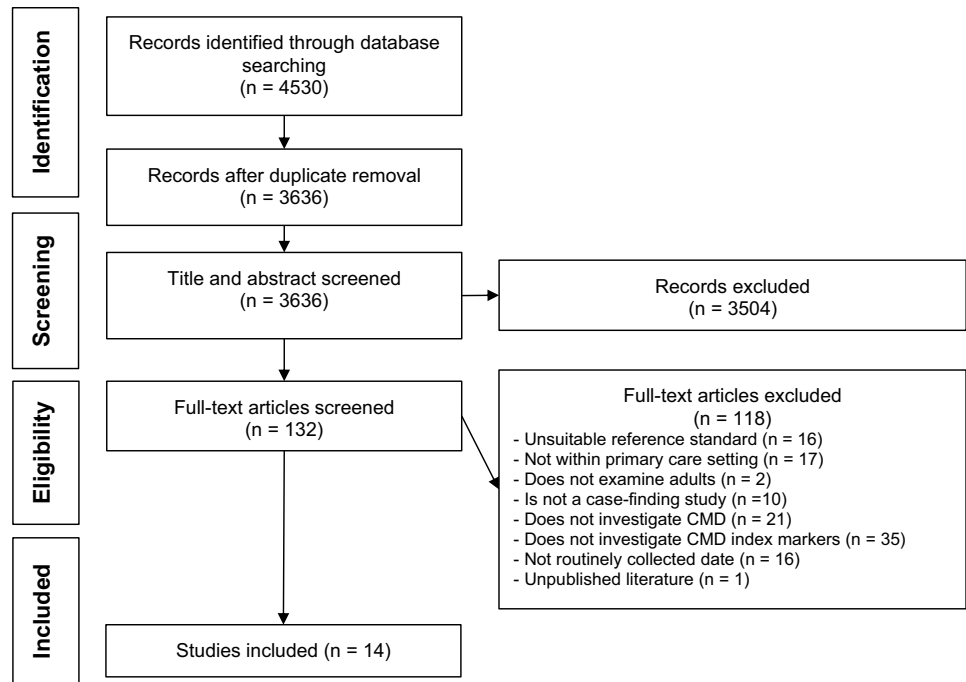 Identification
Records identified through database
searching
(n = 4530)
Records after duplicate removal
(n = 3636)
Screening
Title and abstract screened
(n = 3636)
Records excluded
(n = 3504)
Eligibility
Full-text articles screened
(n = 132)
Full-text articles excluded
(n = 118)
- Unsuitable reference standard (n = 16)
- Not within primary care setting (n = 17)
- Does not examine adults (n = 2)
- Is not a case-finding study (n =10)
- Does not investigate CMD (n = 21)
- Does not investigate CMD index markers (n = 35)
- Not routinely collected date (n = 16)
- Unpublished literature (n = 1)
Included
Studies included (n = 14)